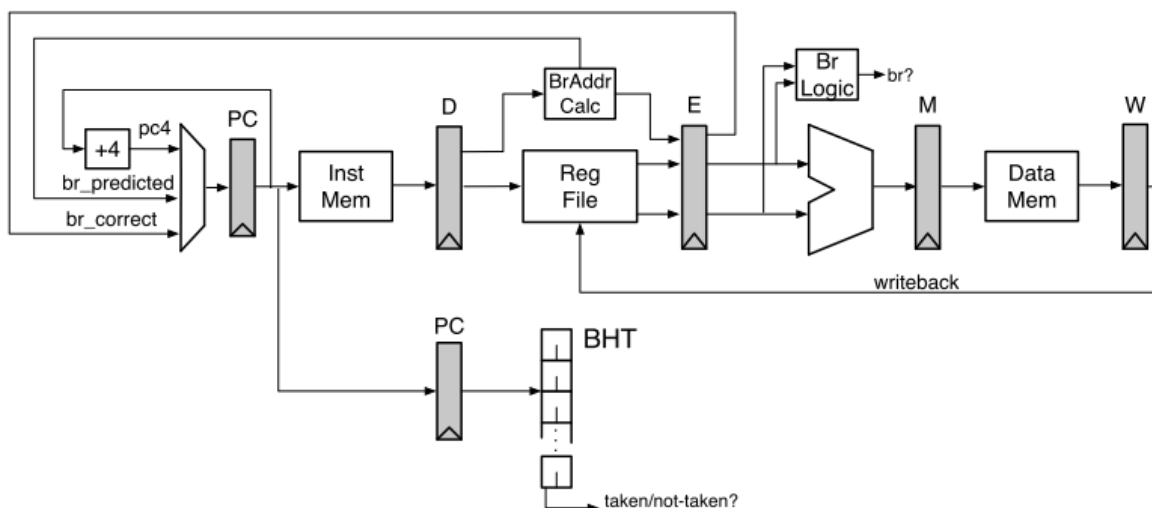 BrAddr
Calc
Br
Logic
br?
D
E
M
W
PC
pc4
+4
br_predicted
br_correct
Inst
Mem
Reg
File
Data
Mem
writeback
PC
BHT
taken/not-taken?